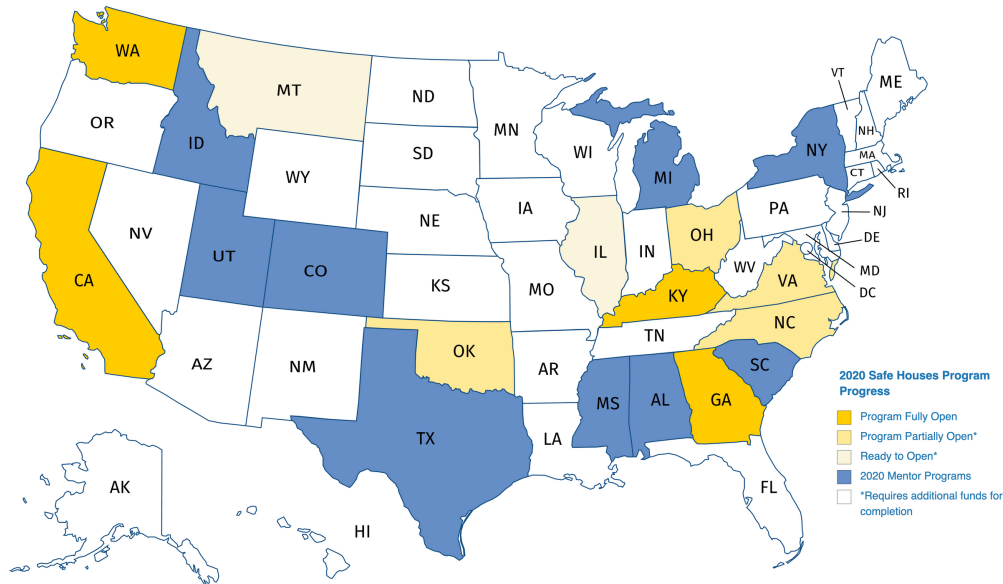 WA
MT
ND
MN
VT
ME
OR
ID
SD
WI
MI
NY
NH
MA
CT
RI
WY
IA
PA
NJ
NV
NE
IL
IN
OH
DE
UT
CO
WV
VA
MD
CA
KS
MO
KY
DC
NC
TN
AZ
NM
OK
AR
SC
MS
AL
GA
TX
LA
AK
HI
FL
2020 Safe Houses Program
Progress
Program Fully Open
Program Partially Open*
Ready to Open*
2020 Mentor Programs
*Requires additional funds for
completion